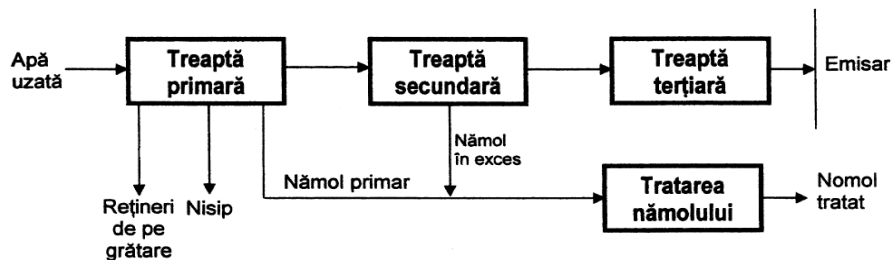 Apă
uzată
Treaptă
primară
Treaptă
secundară
Treaptă
terțiară
Emisar
Nămol
în exces
Nămol primar
Rețineri
de pe
grătare
Nisip
Tratarea
nămolului
Nomol
tratat